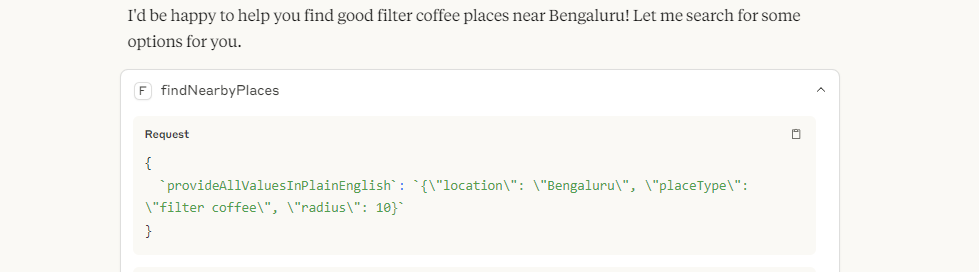 I'd be happy to help you find good filter coffee places near Bengaluru! Let me search for some
options for you.
F findNearbyPlaces
Request
{
`provideAllValuesInPlainEnglish`: `{\"location\": \"Bengaluru\", \"placeType\":
\"filter coffee\", \"radius\": 10}`
}